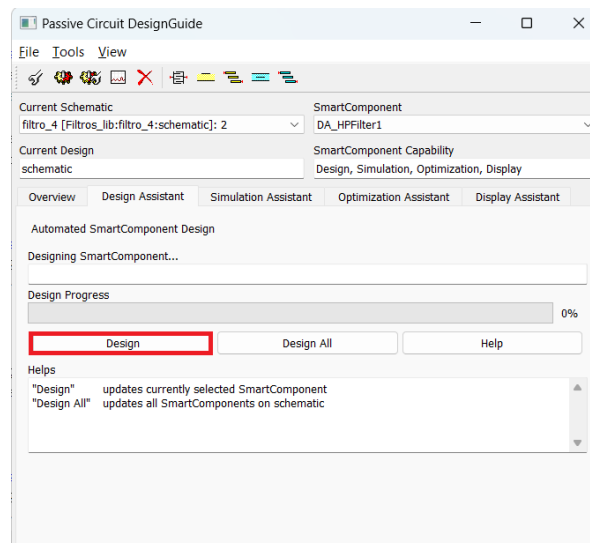 Passive Circuit DesignGuide
File Tools View
Current Schematic SmartComponent
filtro_4 [Filtros_lib:filtro_4:schematic]: 2 DA_HPFilter1
Current Design SmartComponent Capability
schematic Design, Simulation, Optimization, Display
Overview Design Assistant Simulation Assistant Optimization Assistant Display Assistant
Automated SmartComponent Design
Designing SmartComponent...
Design Progress
0%
Design Design All Help
Helps
"Design" updates currently selected SmartComponent
"Design All" updates all SmartComponents on schematic